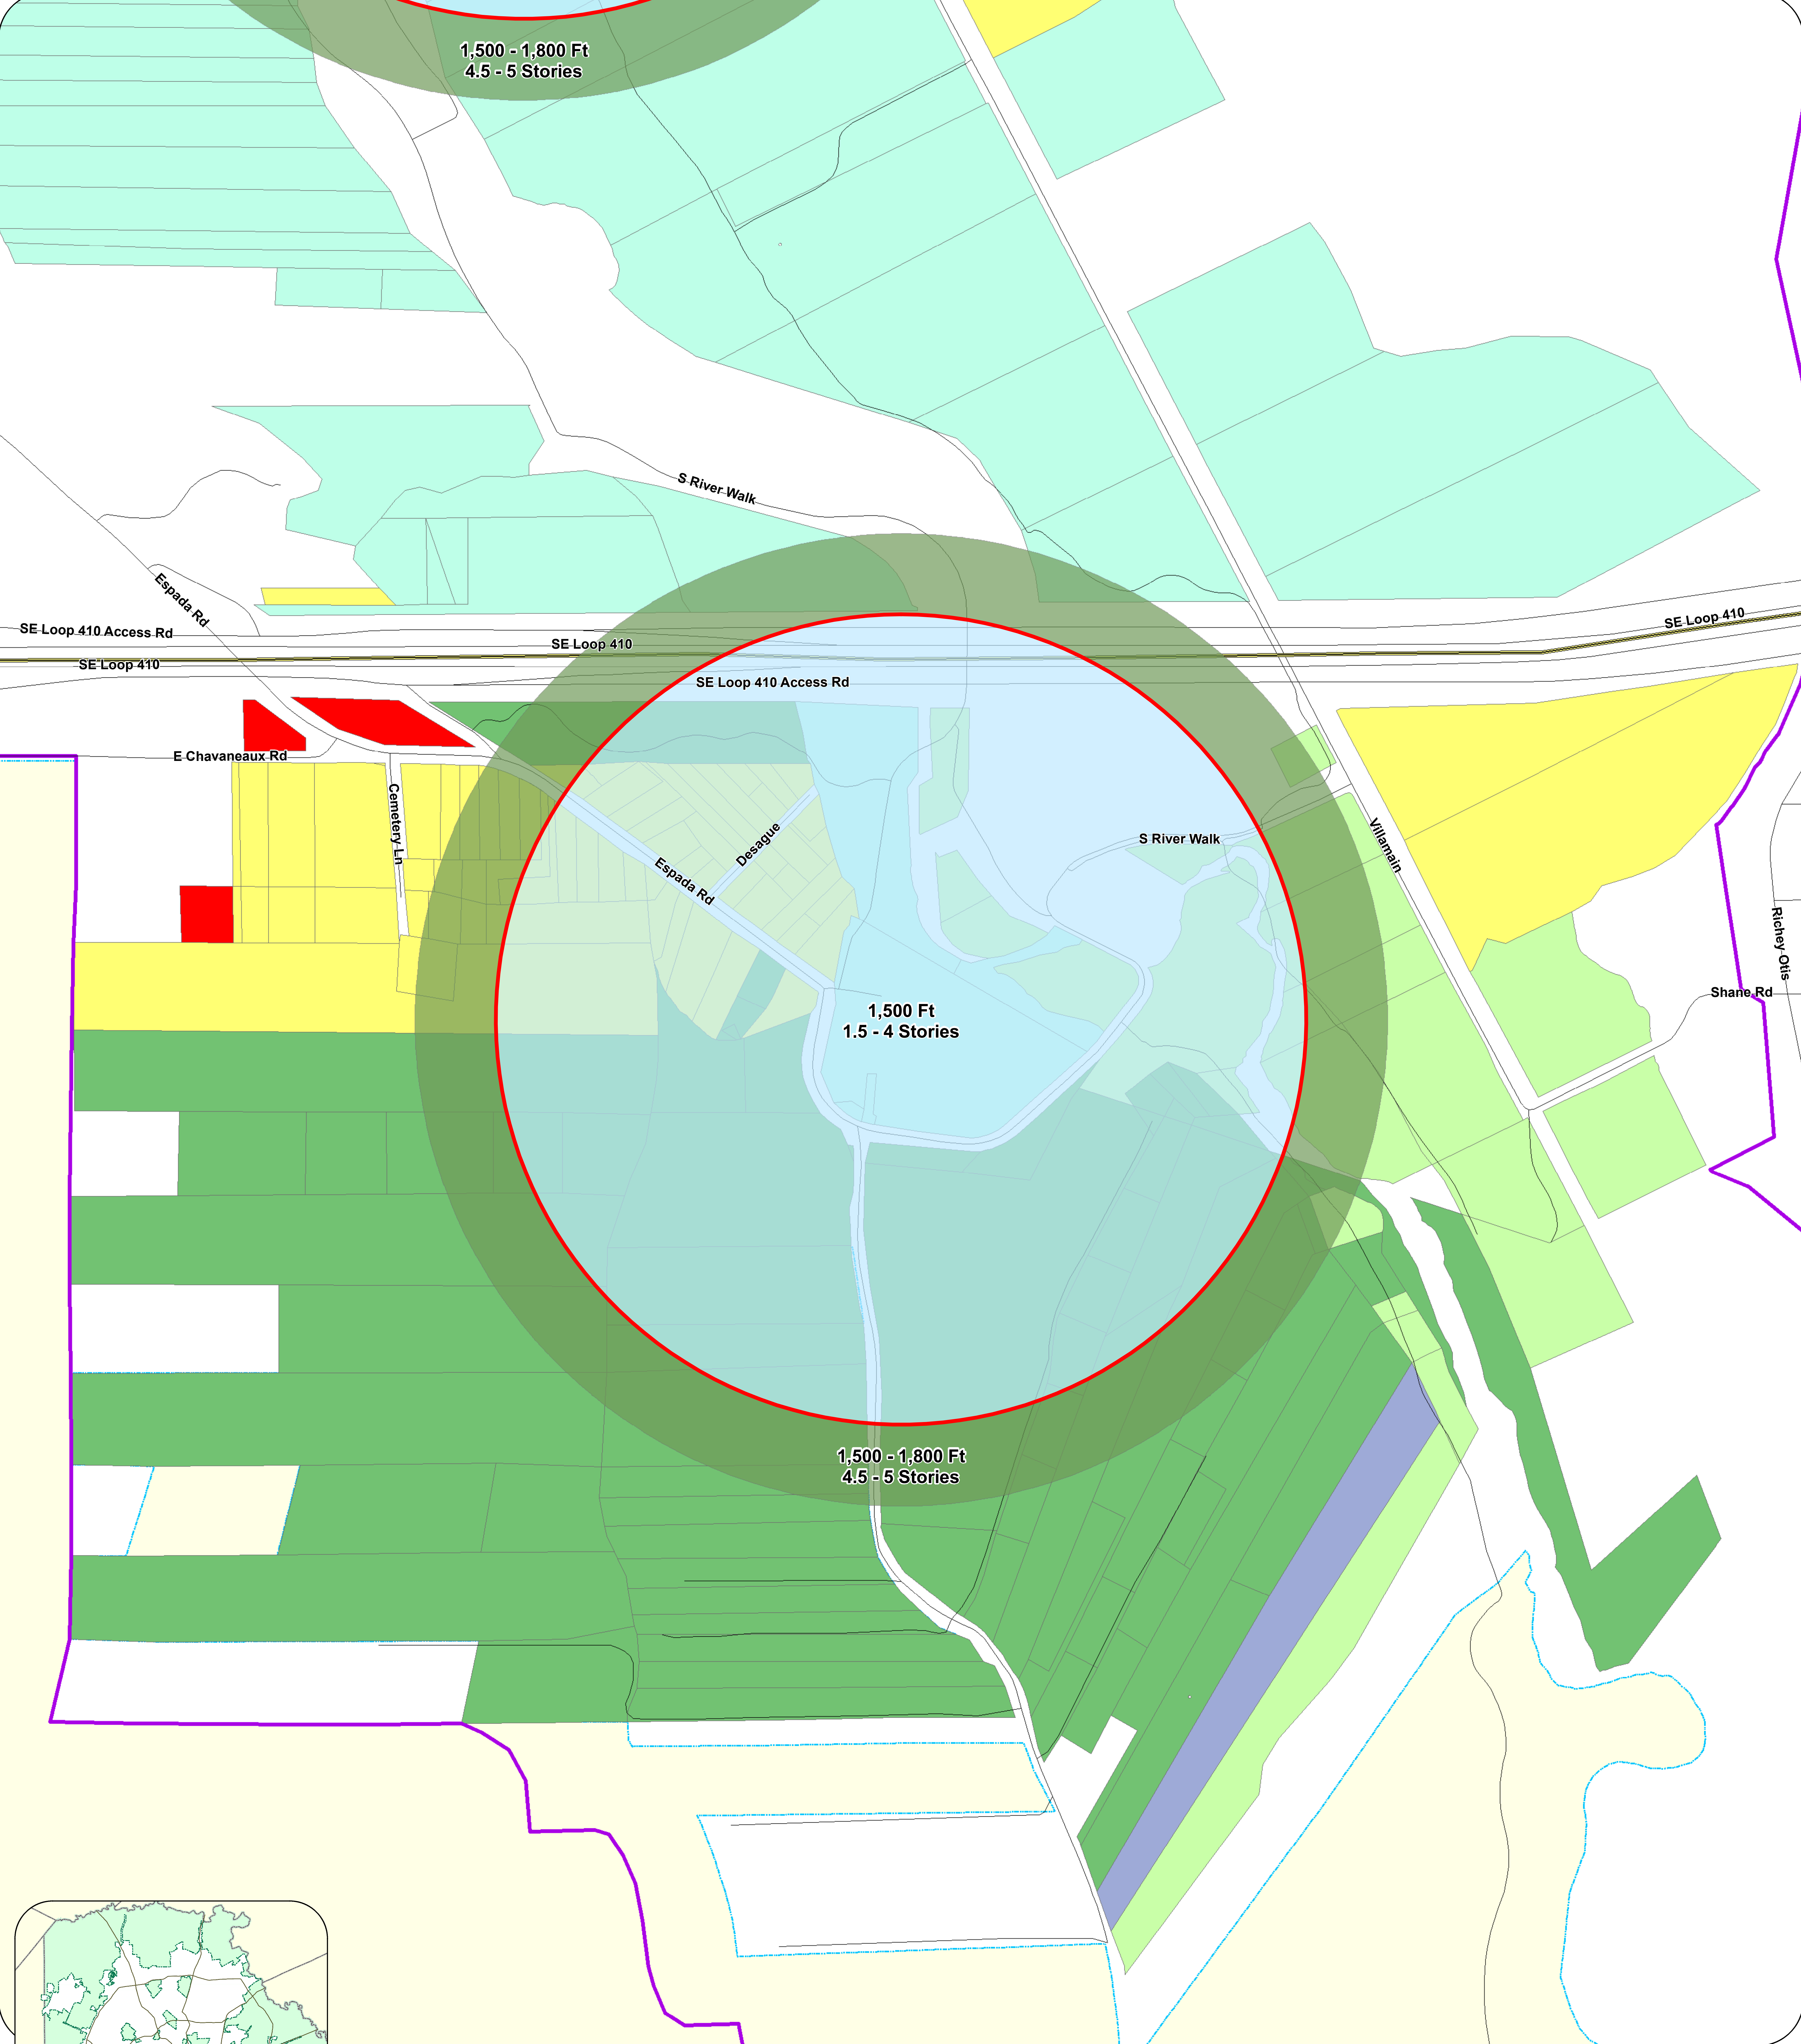 1,500 - 1,800 Ft
4.5 - 5 Stories
S River Walk
Espada Rd
SE Loop 410 Access Rd
SE Loop 410
SE Loop 410
SE Loop 410
SE Loop 410 Access Rd
E Chavaneaux Rd
Cemetery Ln
Desague
Espada Rd
S River Walk
Villamain
Richey Otis
Shane Rd
1,500 Ft
1.5 - 4 Stories
1,500 - 1,800 Ft
4.5 - 5 Stories